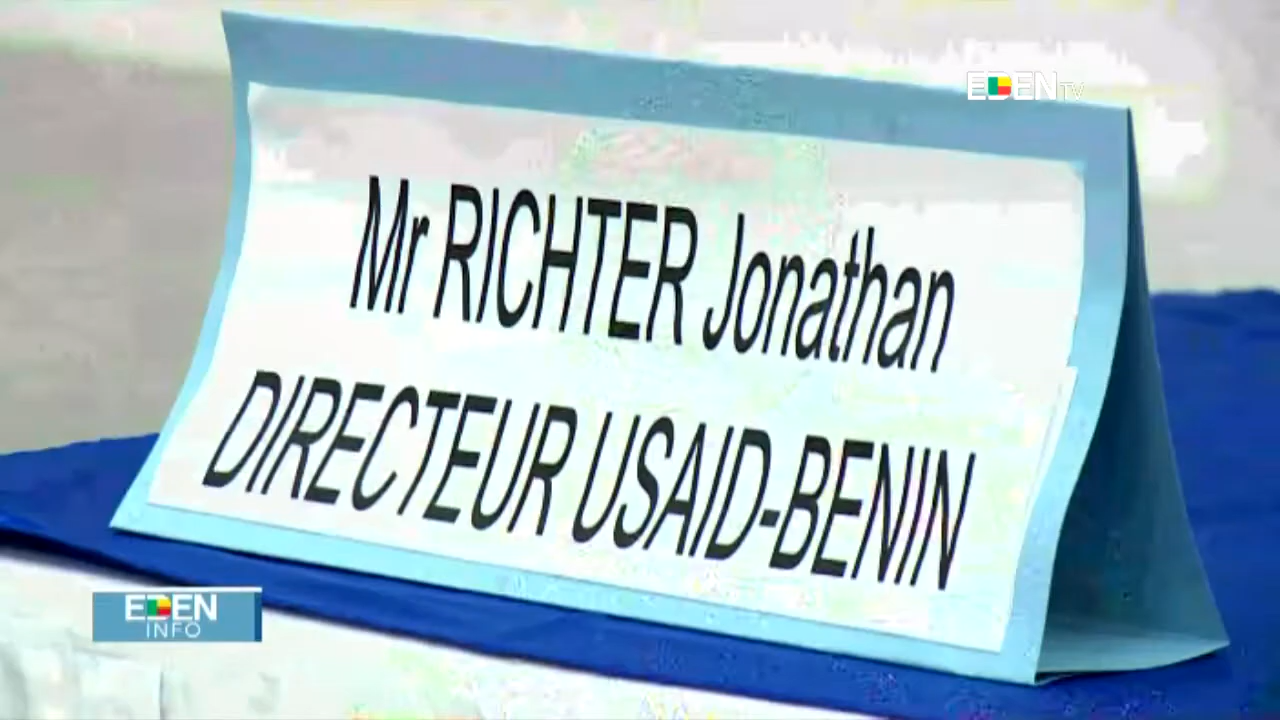 EDEN TV
Mr RICHTER Jonathan
DIRECTEUR USAID-BENIN
EDEN
INFO